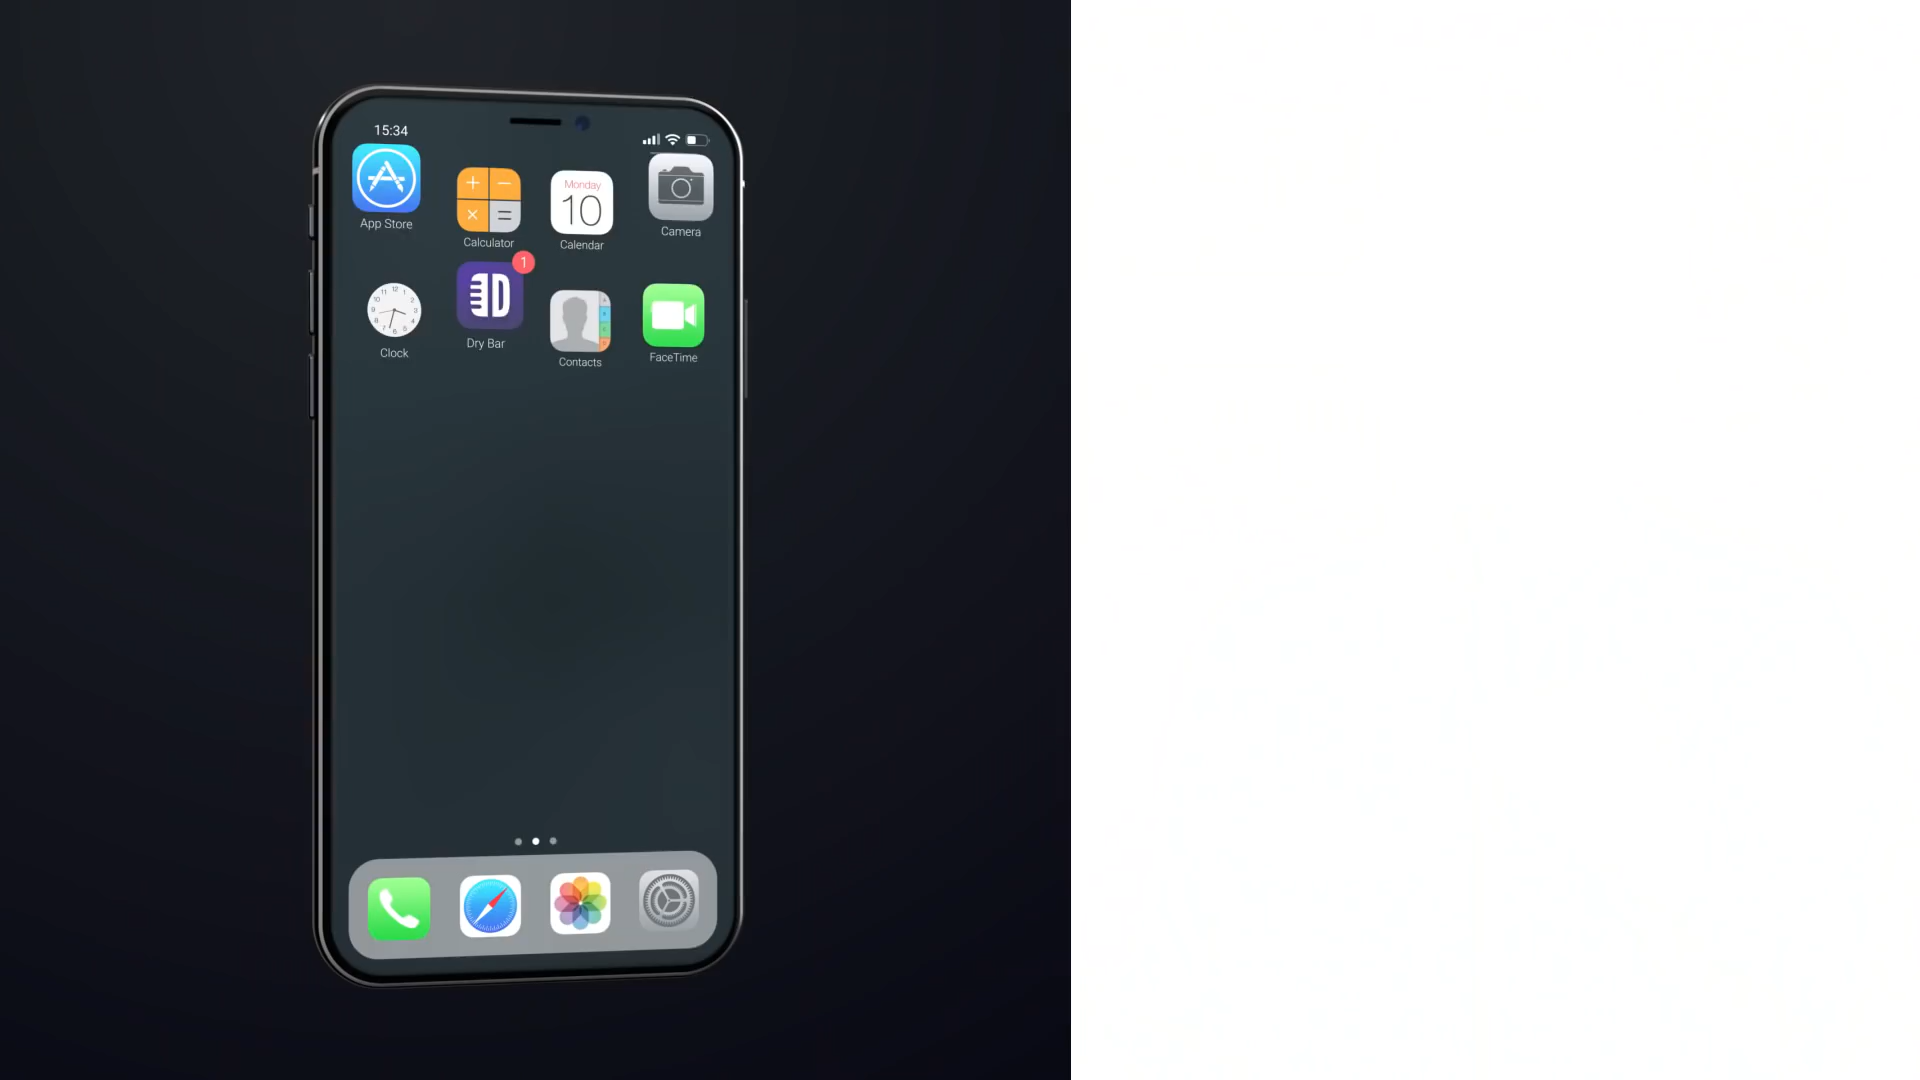 15:34
App Store
Calculator
Monday
10
Calendar
Camera
Clock
1
Dry Bar
Contacts
FaceTime